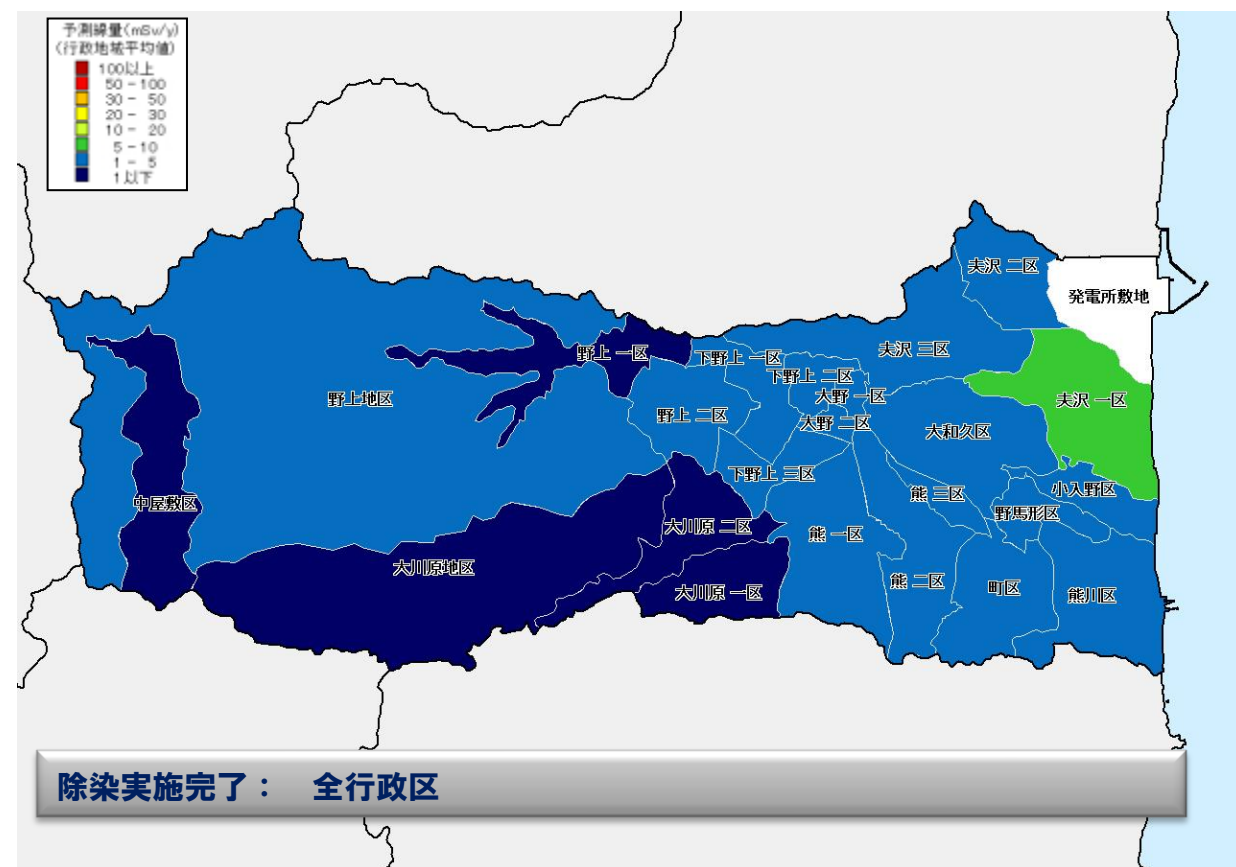 予測線量(mSv/y)
(行政地域平均値)
100以上
50 - 100
30 - 50
20 - 30
10 - 20
5 - 10
1 - 5
1以下
夫沢 二区
発電所敷地
夫沢 三区
野上 一区
下野上 一区
下野上 二区
大野 一区
野上地区
夫沢 一区
野上 二区
大野 二区
大和久区
下野上 三区
熊 三区
小入野区
中屋敷区
野馬形区
大川原 二区
熊 一区
大川原地区
熊 二区
町区
大川原 一区
熊川区
除染実施完了： 全行政区